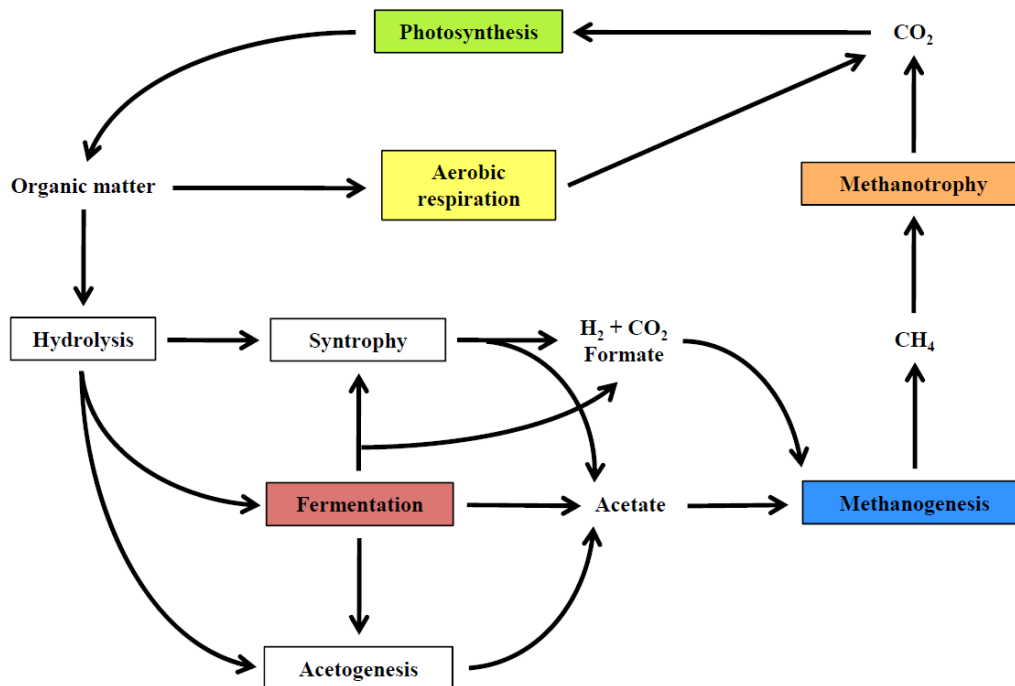 Photosynthesis
CO₂
Organic matter
Aerobic
respiration
Methanotrophy
Hydrolysis
Syntrophy
H₂ + CO₂
Formate
CH₄
Fermentation
Acetate
Methanogenesis
Acetogenesis